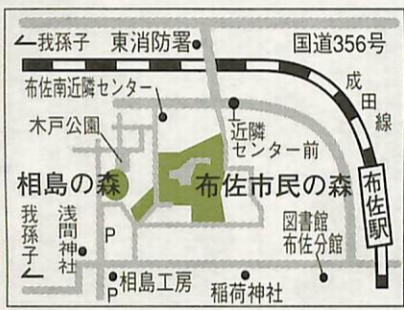 ←我孫子
東消防署
国道356号
成田線
布佐南近隣センター
木戸公園
近隣
センター前
相島の森
布佐市民の森
布佐駅
我孫子
←
浅間神社
P
図書館
布佐分館
P
相島工房
稲荷神社